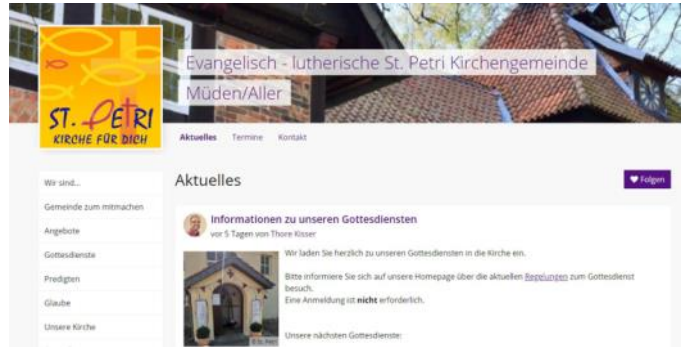 Evangelisch - lutherische St. Petri Kirchengemeinde
Müden/Aller
ST. PETRI
KIRCHE FÜR DICH
Aktuelles Termine Kontakt
Wir sind...
Gemeinde zum mitmachen
Angebote
Gottesdienste
Predigten
Glaube
Unsere Kirche
Aktuelles
Folgen
Informationen zu unseren Gottesdiensten
vor 5 Tagen von Thore Kisser
Wir laden Sie herzlich zu unseren Gottesdiensten in die Kirche ein.
Bitte informiere Sie sich auf unsere Homepage über die aktuellen Regelungen zum Gottesdienst
besuch.
Eine Anmeldung ist nicht erforderlich.
Unsere nächsten Gottesdienste:
© St. Petri